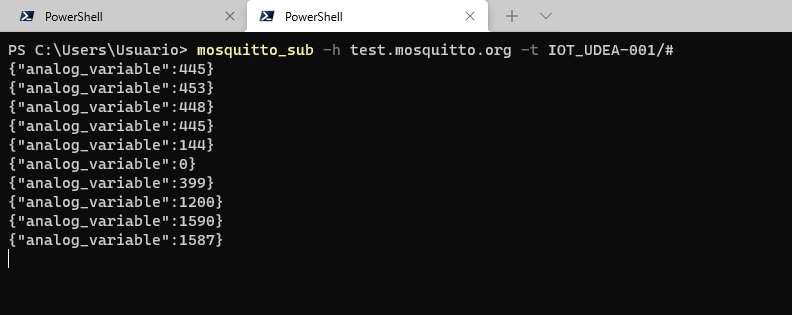 PowerShell
PowerShell
PS C:\Users\Usuario> mosquitto_sub -h test.mosquitto.org -t IOT_UDEA-001/#
{"analog_variable":445}
{"analog_variable":453}
{"analog_variable":448}
{"analog_variable":445}
{"analog_variable":144}
{"analog_variable":0}
{"analog_variable":399}
{"analog_variable":1200}
{"analog_variable":1590}
{"analog_variable":1587}